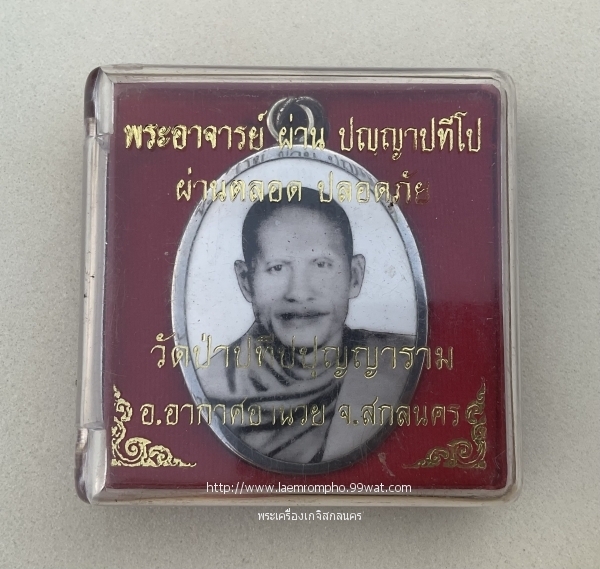 พระอาจารย์ ผ่าน ปญฺญาปทีโป
ผ่านตลอด ปลอดภัย
วัดป่าปทีปปุญญาราม
อ.อากาศอำนวย จ.สกลนคร
http://www.laemrompho.99wat.com
พระเครื่องเกจิสกลนคร